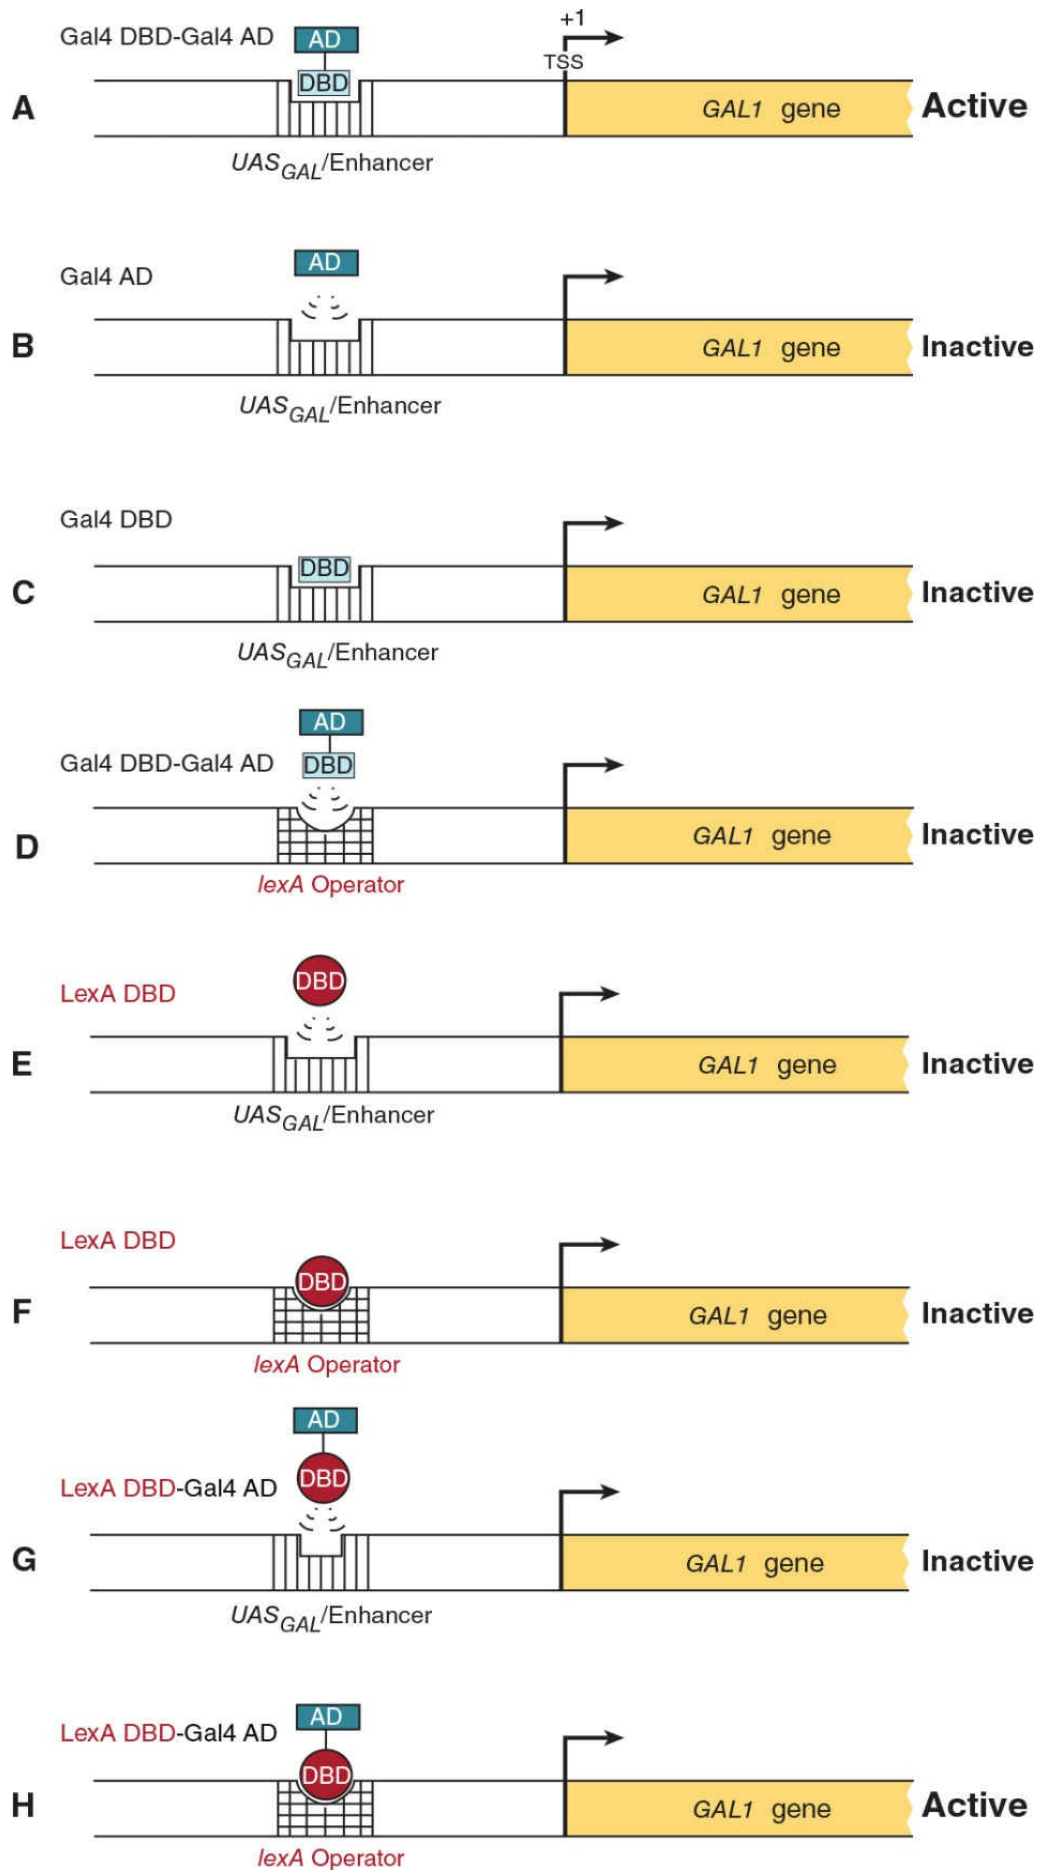 +1
Gal4 DBD-Gal4 AD
AD
TSS
DBD
A
GAL1 gene
Active
UASGAL/Enhancer
AD
Gal4 AD
B
GAL1 gene
Inactive
UASGAL/Enhancer
Gal4 DBD
DBD
C
GAL1 gene
Inactive
UASGAL/Enhancer
AD
Gal4 DBD-Gal4 AD
DBD
D
GAL1 gene
Inactive
lexA Operator
DBD
LexA DBD
E
GAL1 gene
Inactive
UASGAL/Enhancer
LexA DBD
DBD
F
GAL1 gene
Inactive
lexA Operator
AD
LexA DBD-Gal4 AD
DBD
G
GAL1 gene
Inactive
UASGAL/Enhancer
AD
LexA DBD-Gal4 AD
DBD
H
GAL1 gene
Active
lexA Operator